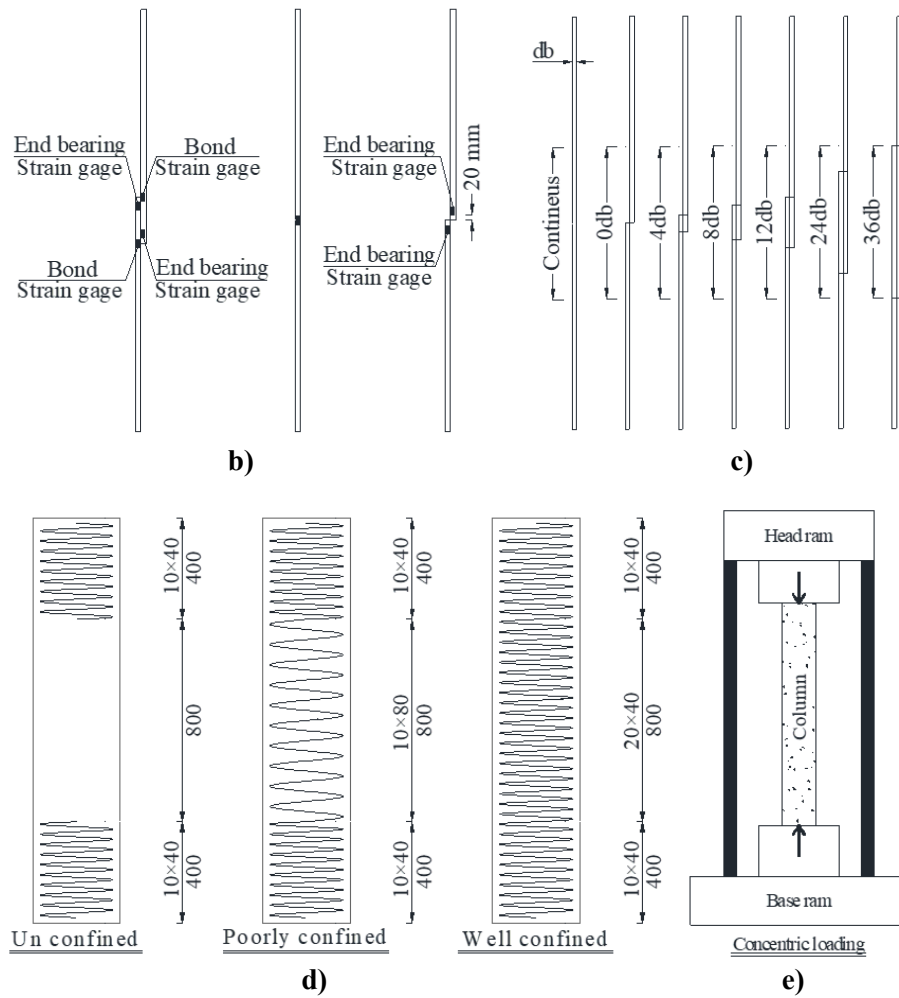 End bearing
Strain gage
Bond
Strain gage
Bond
Strain gage
End bearing
Strain gage
End bearing
Strain gage
20 mm
End bearing
Strain gage
b)
db
Contineus
0db
4db
8db
12db
24db
36db
c)
10×40
400
800
10×40
400
Un confined
10×40
400
10×80
800
10×40
400
Poorly confined
10×40
400
20×40
800
10×40
400
Well confined
d)
Head ram
Column
Base ram
Concentric loading
e)